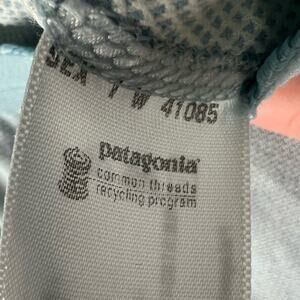 W 41085
patagonia®
common threads
recycling program